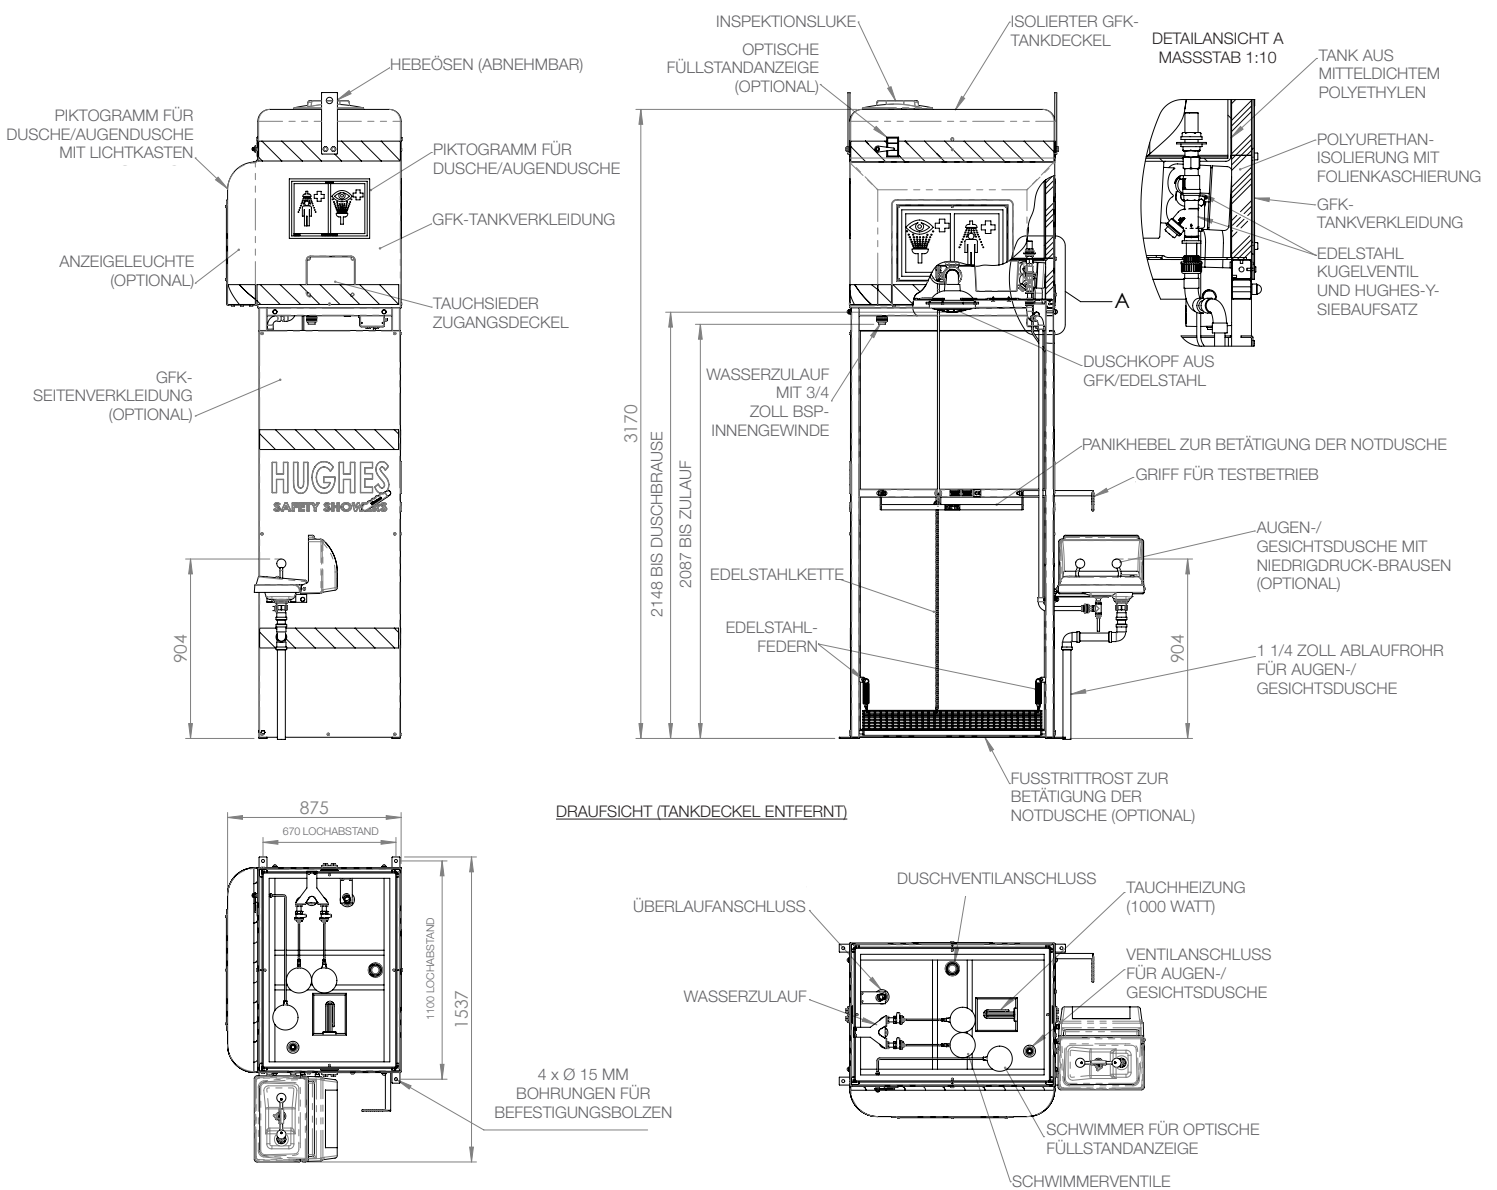 INSPEKTIONSLUKE
OPTISCHE
FÜLLSTANDANZEIGE
(OPTIONAL)
ISOLIERTER GFK-
TANKDECKEL
DETAILANSICHT A
MASSSTAB 1:10
TANK AUS
MITTELDICHTEM
POLYETHYLEN
HEBEÖSEN (ABNEHMBAR)
PIKTOGRAMM FÜR
DUSCHE/AUGENDUSCHE
MIT LICHTKASTEN
PIKTOGRAMM FÜR
DUSCHE/AUGENDUSCHE
POLYURETHAN-
ISOLIERUNG MIT
FOLIENKASCHIERUNG
GFK-TANKVERKLEIDUNG
GFK-
TANKVERKLEIDUNG
ANZEIGELEUCHTE
(OPTIONAL)
EDELSTAHL
KUGELVENTIL
UND HUGHES-Y-
SIEBAUFSATZ
TAUCHSIEDER
ZUGANGSDECKEL
A
GFK-
SEITENVERKLEIDUNG
(OPTIONAL)
WASSERZULAUF
MIT 3/4
ZOLL BSP-
INNENGEWINDE
DUSCHKOPF AUS
GFK/EDELSTAHL
3170
2148 BIS DUSCHBRAUSE
2087 BIS ZULAUF
PANIKHEBEL ZUR BETÄTIGUNG DER NOTDUSCHE
GRIFF FÜR TESTBETRIEB
HUGHES
SAFETY SHOWERS
AUGEN-/
GESICHTSDUSCHE MIT
NIEDRIGDRUCK-BRAUSEN
(OPTIONAL)
EDELSTAHLKETTE
EDELSTAHL-
FEDERN
904
904
1 1/4 ZOLL ABLAUFROHR
FÜR AUGEN-/
GESICHTSDUSCHE
FUSSTRITTROST ZUR
BETÄTIGUNG DER
NOTDUSCHE (OPTIONAL)
875
670 LOCHABSTAND
DRAUFSICHT (TANKDECKEL ENTFERNT)
1100 LOCHABSTAND
1537
4 x Ø 15 MM
BOHRUNGEN FÜR
BEFESTIGUNGSBOLZEN
DUSCHVENTILANSCHLUSS
TAUCHHEIZUNG
(1000 WATT)
ÜBERLAUFANSCHLUSS
VENTILANSCHLUSS
FÜR AUGEN-/
GESICHTSDUSCHE
WASSERZULAUF
SCHWIMMER FÜR OPTISCHE
FÜLLSTANDANZEIGE
SCHWIMMERVENTILE